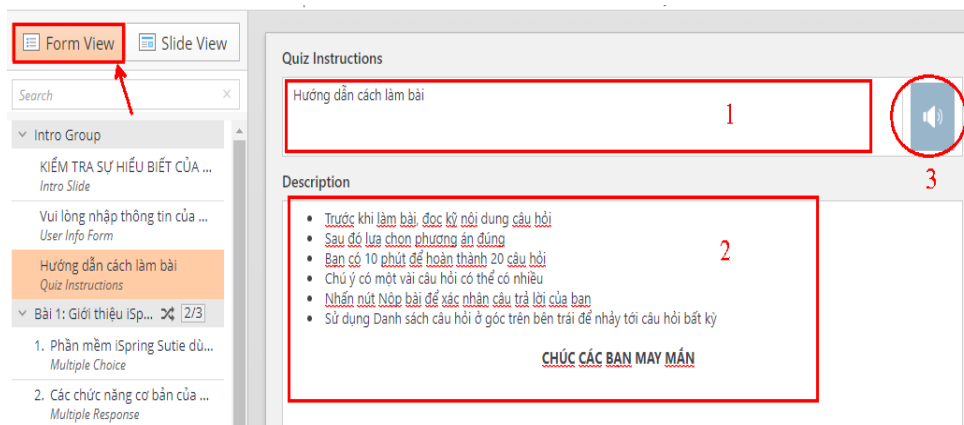 Form View
Slide View
Search
Intro Group
KIỂM TRA SỰ HIỂU BIẾT CỦA ...
Intro Slide
Vui lòng nhập thông tin của ...
User Info Form
Hướng dẫn cách làm bài
Quiz Instructions
Bài 1: Giới thiệu iSp... 2/3
1. Phần mềm iSpring Sutie dù...
Multiple Choice
2. Các chức năng cơ bản của ...
Multiple Response
Quiz Instructions
Hướng dẫn cách làm bài
1
3
Description
• Trước khi làm bài, đọc kỹ nội dung câu hỏi
• Sau đó lựa chọn phương án đúng
• Bạn có 10 phút để hoàn thành 20 câu hỏi
• Chú ý có một vài câu hỏi có thể có nhiều
• Nhấn nút Nộp bài để xác nhận câu trả lời của bạn
• Sử dụng Danh sách câu hỏi ở góc trên bên trái để nhảy tới câu hỏi bất kỳ
2
CHÚC CÁC BẠN MAY MẮN